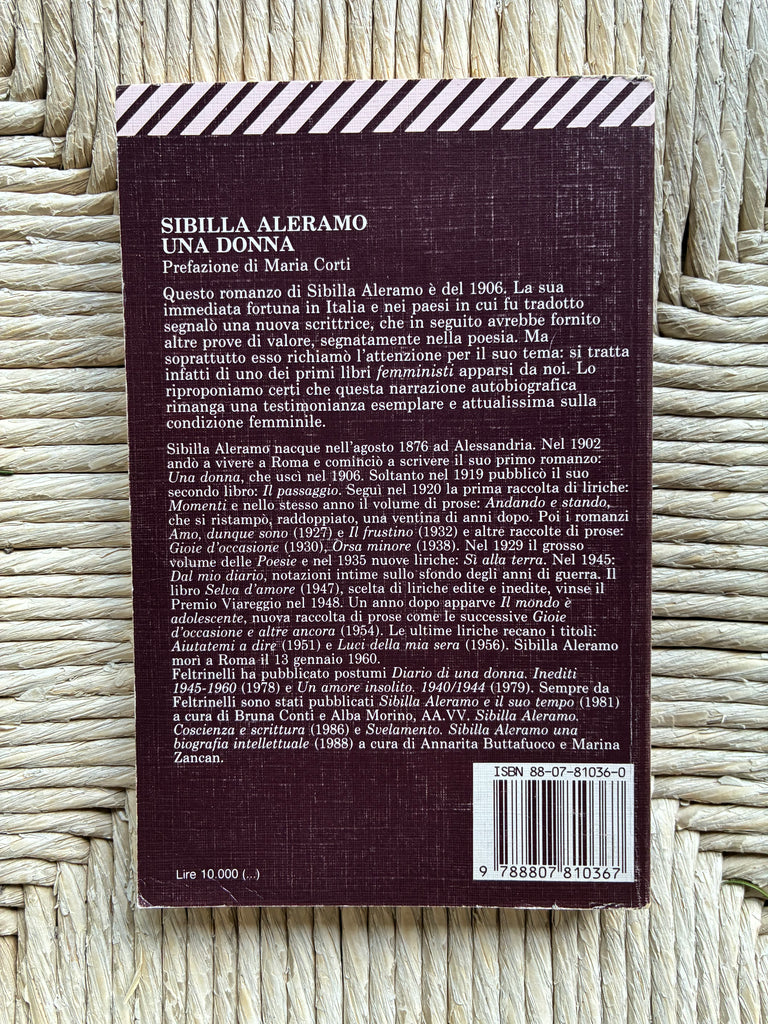 SIBILLA ALERAMO
UNA DONNA
Prefazione di Maria Corti
Questo romanzo di Sibilla Aleramo è del 1906. La sua
immediata fortuna in Italia e nei paesi in cui fu tradotto
segnalò una nuova scrittrice, che in seguito avrebbe fornito
altre prove di valore, segnatamente nella poesia. Ma
soprattutto esso richiamò l'attenzione per il suo tema: si tratta
infatti di uno dei primi libri femministi apparsi da noi. Lo
riproponiamo certi che questa narrazione autobiografica
rimanga una testimonianza esemplare e attualissima sulla
condizione femminile.
Sibilla Aleramo nacque nell'agosto 1876 ad Alessandria. Nel 1902
andò a vivere a Roma e cominciò a scrivere il suo primo romanzo:
Una donna, che uscì nel 1906. Soltanto nel 1919 pubblicò il suo
secondo libro: Il passaggio. Seguì nel 1920 la prima raccolta di liriche:
Momenti e nello stesso anno il volume di prose: Andando e stando,
che si ristampò, raddoppiato, una ventina di anni dopo. Poi i romanzi
Amo, dunque sono (1927) e Il frustino (1932) e altre raccolte di prose:
Gioie d'occasione (1930), Orsa minore (1938). Nel 1929 il grosso
volume delle Poesie e nel 1935 nuove liriche: Sì alla terra. Nel 1945:
Dal mio diario, notazioni intime sullo sfondo degli anni di guerra. Il
libro Selva d'amore (1947), scelta di liriche edite e inedite, vinse il
Premio Viareggio nel 1948. Un anno dopo apparve Il mondo è
adolescente, nuova raccolta di prose come le successive Gioie
d'occasione e altre ancora (1954). Le ultime liriche recano i titoli:
Aiutatemi a dire (1951) e Luci della mia sera (1956). Sibilla Aleramo
morì a Roma il 13 gennaio 1960.
Feltrinelli ha pubblicato postumi Diario di una donna. Inediti
1945-1960 (1978) e Un amore insolito. 1940/1944 (1979). Sempre da
Feltrinelli sono stati pubblicati Sibilla Aleramo e il suo tempo (1981)
a cura di Bruna Conti e Alba Morino, AA.VV. Sibilla Aleramo.
Coscienza e scrittura (1986) e Svelamento. Sibilla Aleramo una
biografia intellettuale (1988) a cura di Annarita Buttafuoco e Marina
Zancan.
ISBN 88-07-81036-0
9 788807 810367
Lire 10.000 (...)